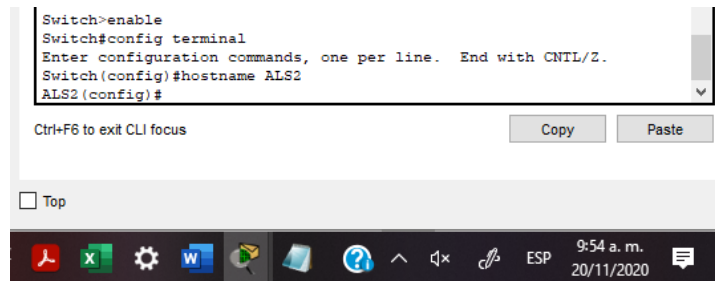 Switch>enable
Switch#config terminal
Enter configuration commands, one per line.  End with CNTL/Z.
Switch(config)#hostname ALS2
ALS2(config)#
Ctrl+F6 to exit CLI focus
Copy
Paste
Top
X
W
?
ESP
9:54 a. m.
20/11/2020